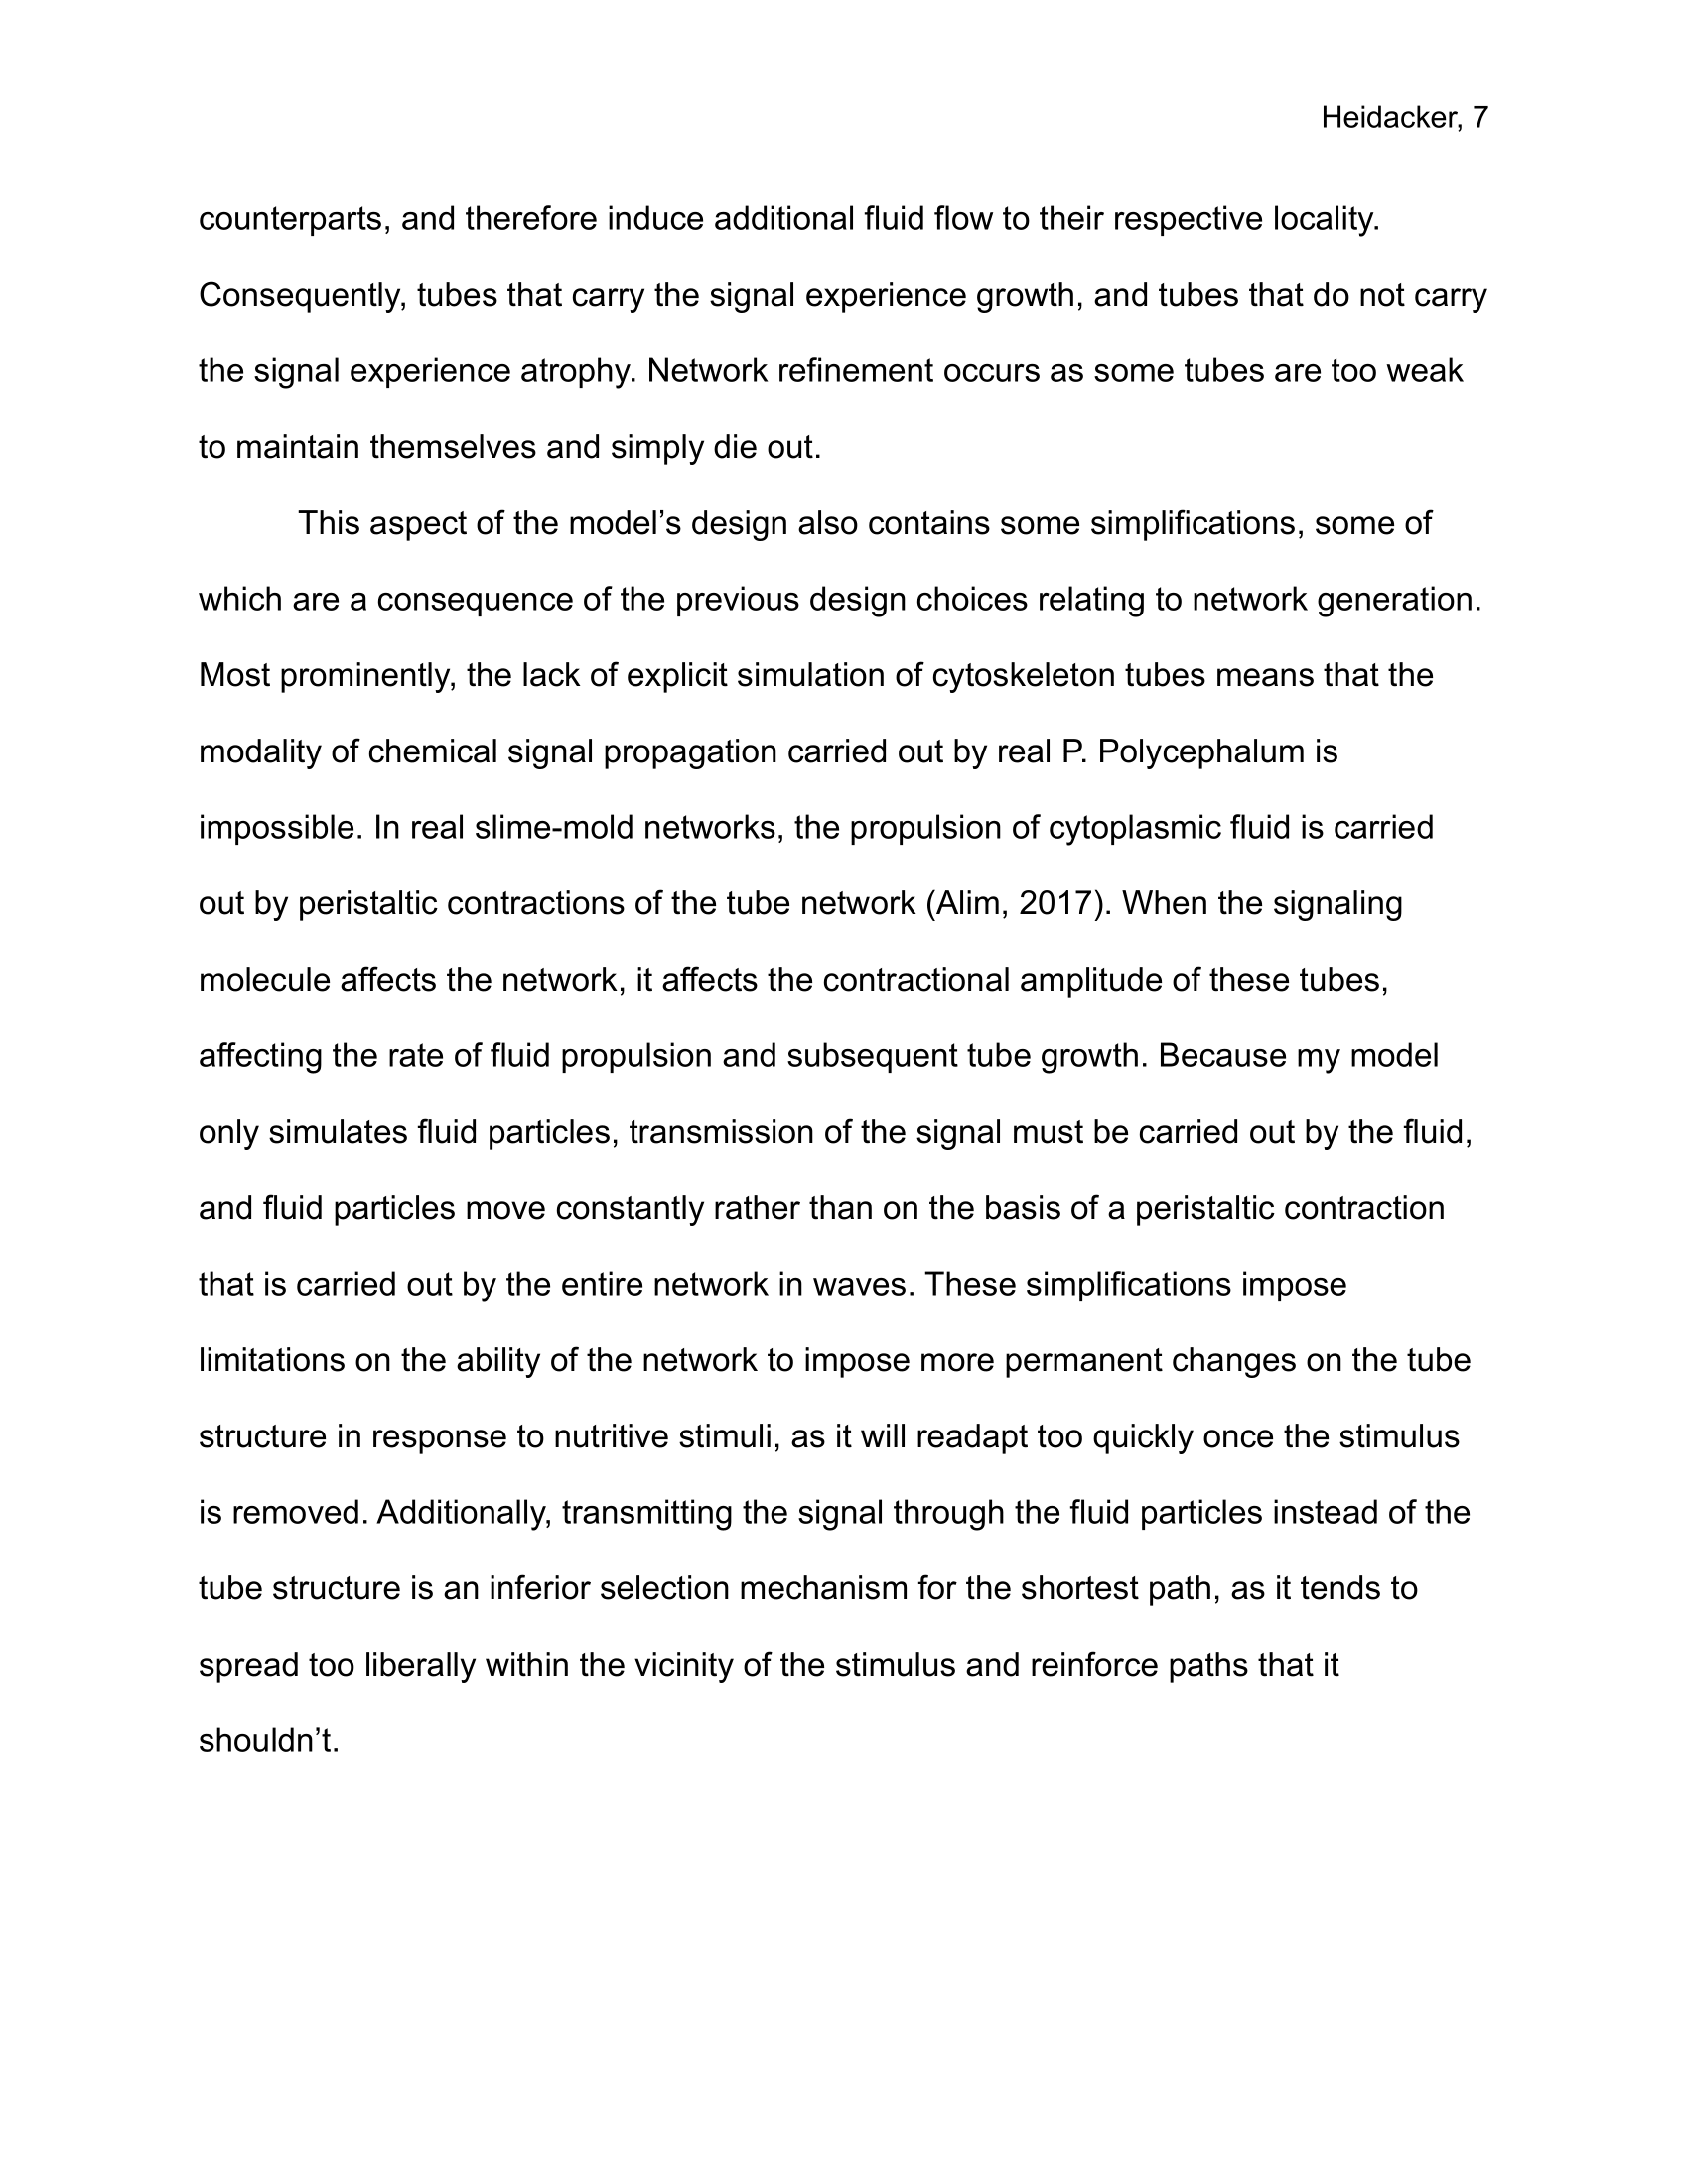 Heidacker, 7
counterparts, and therefore induce additional fluid flow to their respective locality.
Consequently, tubes that carry the signal experience growth, and tubes that do not carry
the signal experience atrophy. Network refinement occurs as some tubes are too weak
to maintain themselves and simply die out.
This aspect of the model’s design also contains some simplifications, some of
which are a consequence of the previous design choices relating to network generation.
Most prominently, the lack of explicit simulation of cytoskeleton tubes means that the
modality of chemical signal propagation carried out by real P. Polycephalum is
impossible. In real slime-mold networks, the propulsion of cytoplasmic fluid is carried
out by peristaltic contractions of the tube network (Alim, 2017). When the signaling
molecule affects the network, it affects the contractional amplitude of these tubes,
affecting the rate of fluid propulsion and subsequent tube growth. Because my model
only simulates fluid particles, transmission of the signal must be carried out by the fluid,
and fluid particles move constantly rather than on the basis of a peristaltic contraction
that is carried out by the entire network in waves. These simplifications impose
limitations on the ability of the network to impose more permanent changes on the tube
structure in response to nutritive stimuli, as it will readapt too quickly once the stimulus
is removed. Additionally, transmitting the signal through the fluid particles instead of the
tube structure is an inferior selection mechanism for the shortest path, as it tends to
spread too liberally within the vicinity of the stimulus and reinforce paths that it
shouldn’t.